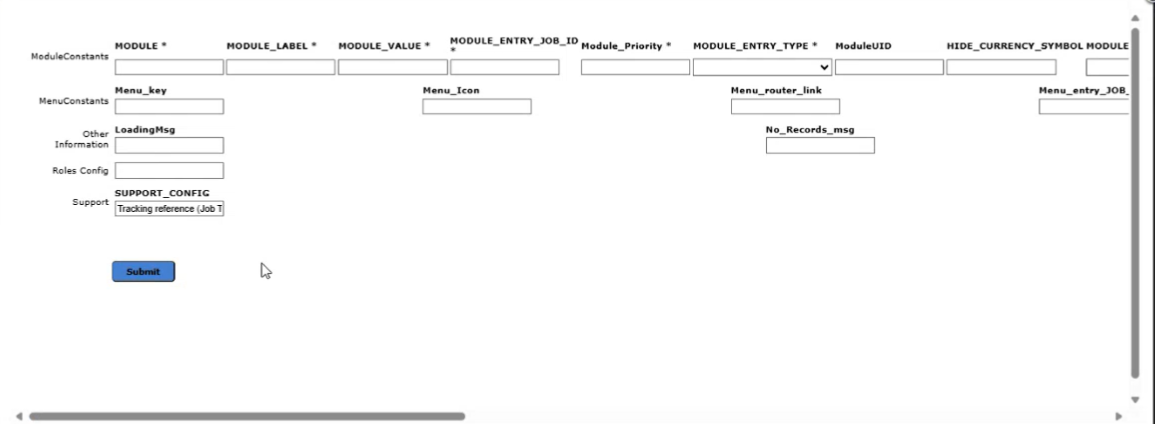 MODULE * MODULE_LABEL * MODULE_VALUE * MODULE_ENTRY_JOB_ID * Module_Priority * MODULE_ENTRY_TYPE * ModuleUID HIDE_CURRENCY_SYMBOL MODULE
ModuleConstants
Menu_key Menu_Icon Menu_router_link Menu_entry_JOB_
MenuConstants
LoadingMsg No_Records_msg
Other
Information
Roles Config
SUPPORT_CONFIG
Support Tracking reference (Job T
Submit